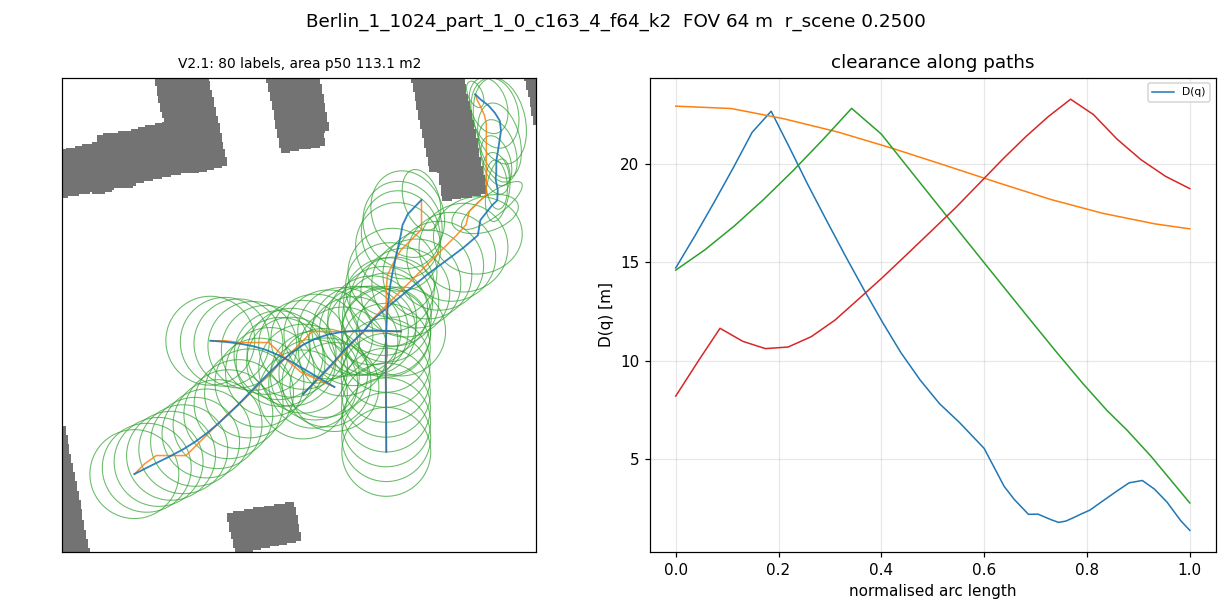 Berlin_1_1024_part_1_0_c163_4_f64_k2  FOV 64 m  r_scene 0.2500
V2.1: 80 labels, area p50 113.1 m2
clearance along paths
D(q)
20
15
10
5
D(q) [m]
0.0 0.2 0.4 0.6 0.8 1.0
normalised arc length